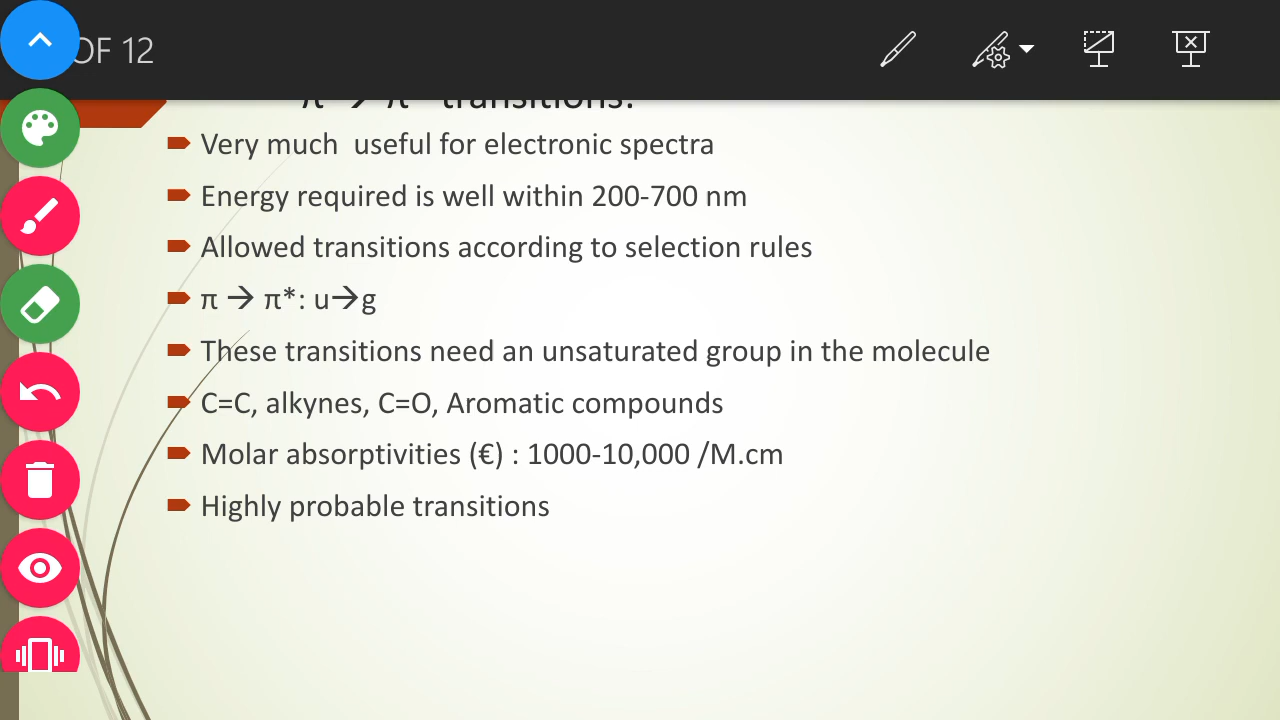 OF 12
π → π* transitions:
Very much  useful for electronic spectra
Energy required is well within 200-700 nm
Allowed transitions according to selection rules
π → π*: u→g
These transitions need an unsaturated group in the molecule
C=C, alkynes, C=O, Aromatic compounds
Molar absorptivities (€) : 1000-10,000 /M.cm
Highly probable transitions